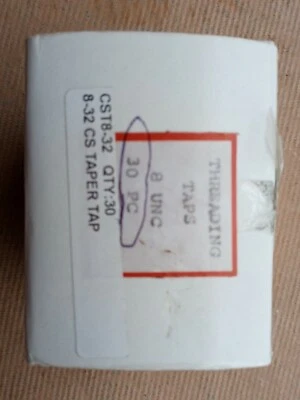 THREADING
TAPS
8 UNC
30 PC
CST8-32 QTY:30
8-32 CS TAPER TAP